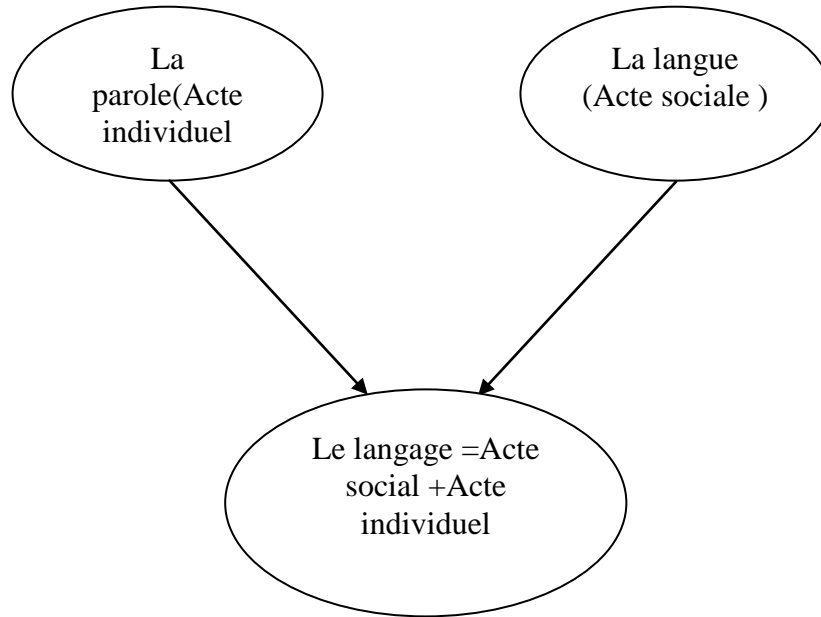 La
parole(Acte
individuel
La langue
(Acte sociale )
Le langage =Acte
social +Acte
individuel